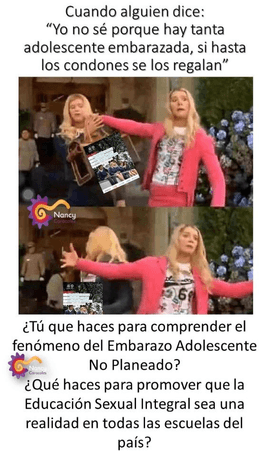 Cuando alguien dice:
“Yo no sé porque hay tanta
adolescente embarazada, si hasta
los condones se los regalan”
Nancy
¿Tú que haces para comprender el
fenómeno del Embarazo Adolescente
No Planeado?
¿Qué haces para promover que la
Educación Sexual Integral sea una
realidad en todas las escuelas del
país?